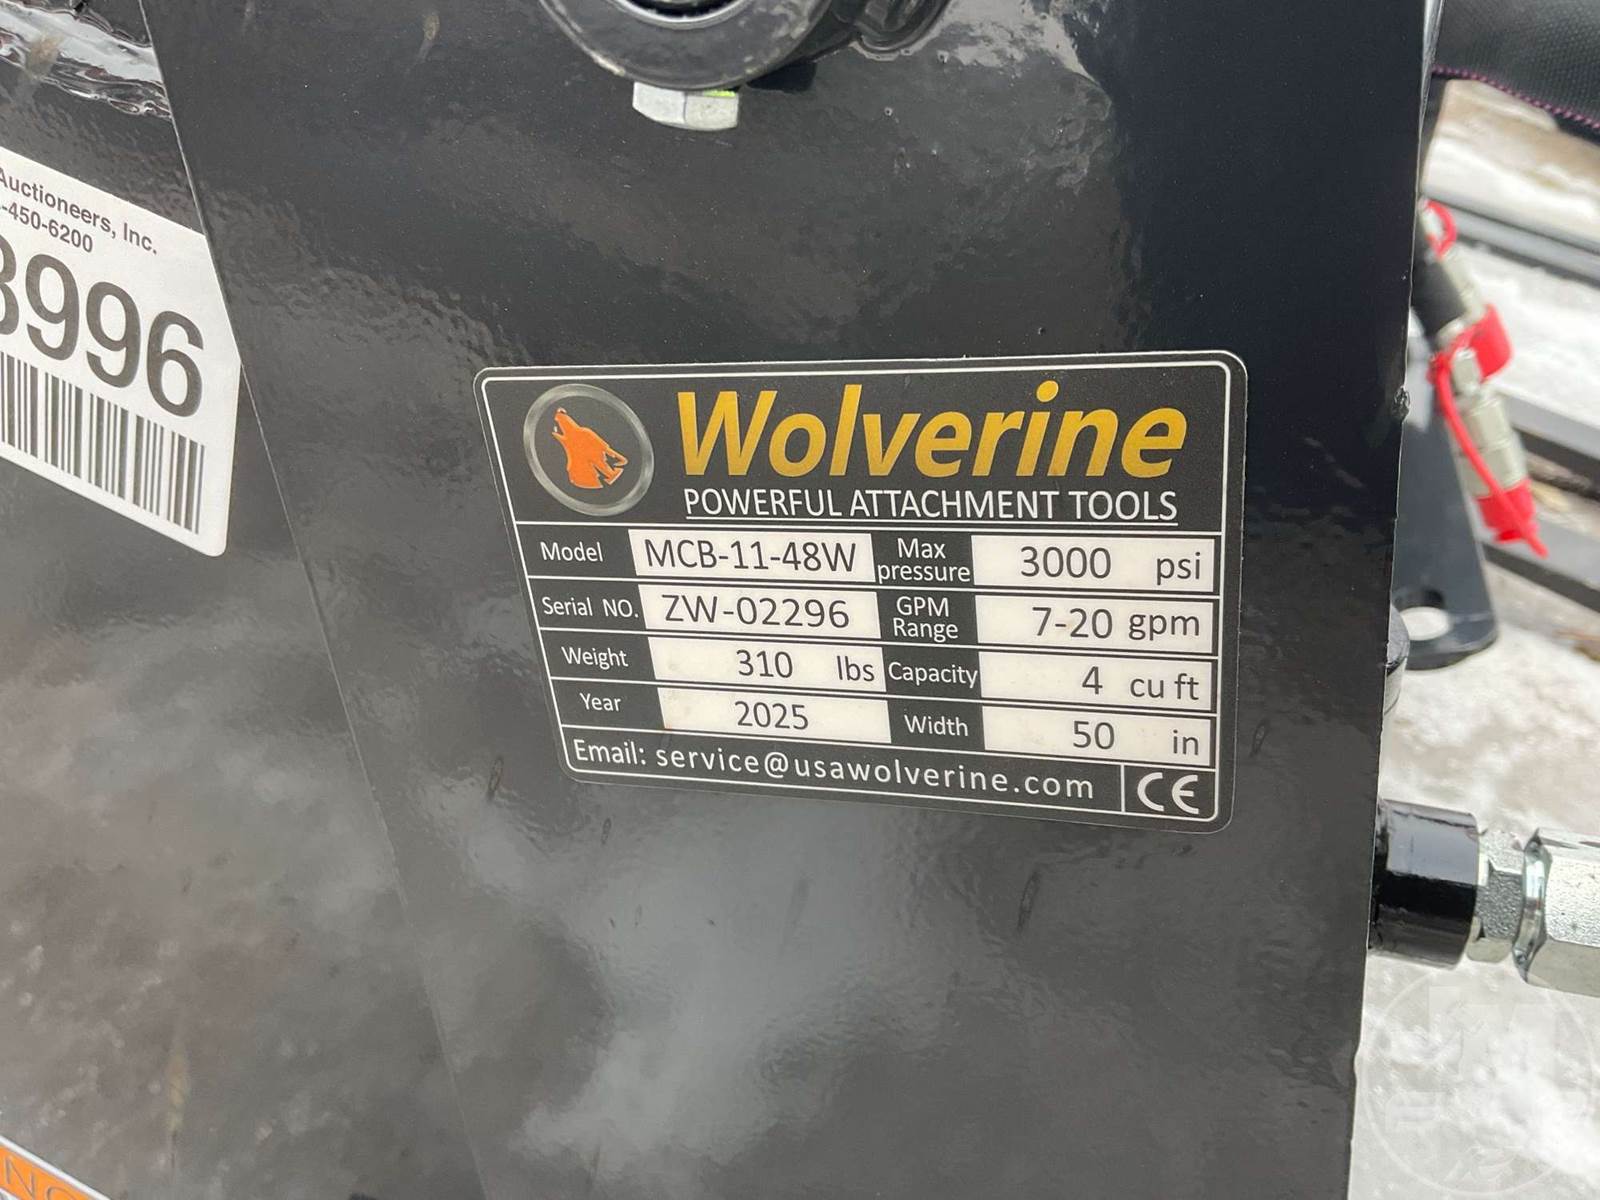 Auctioneers, Inc.
-450-6200
8996
Wolverine
POWERFUL ATTACHMENT TOOLS
Model MCB-11-48W Max pressure 3000 psi
Serial NO. ZW-02296 GPM Range 7-20 gpm
Weight 310 lbs Capacity 4 cu ft
Year 2025 Width 50 in
Email: service@usawolverine.com CE